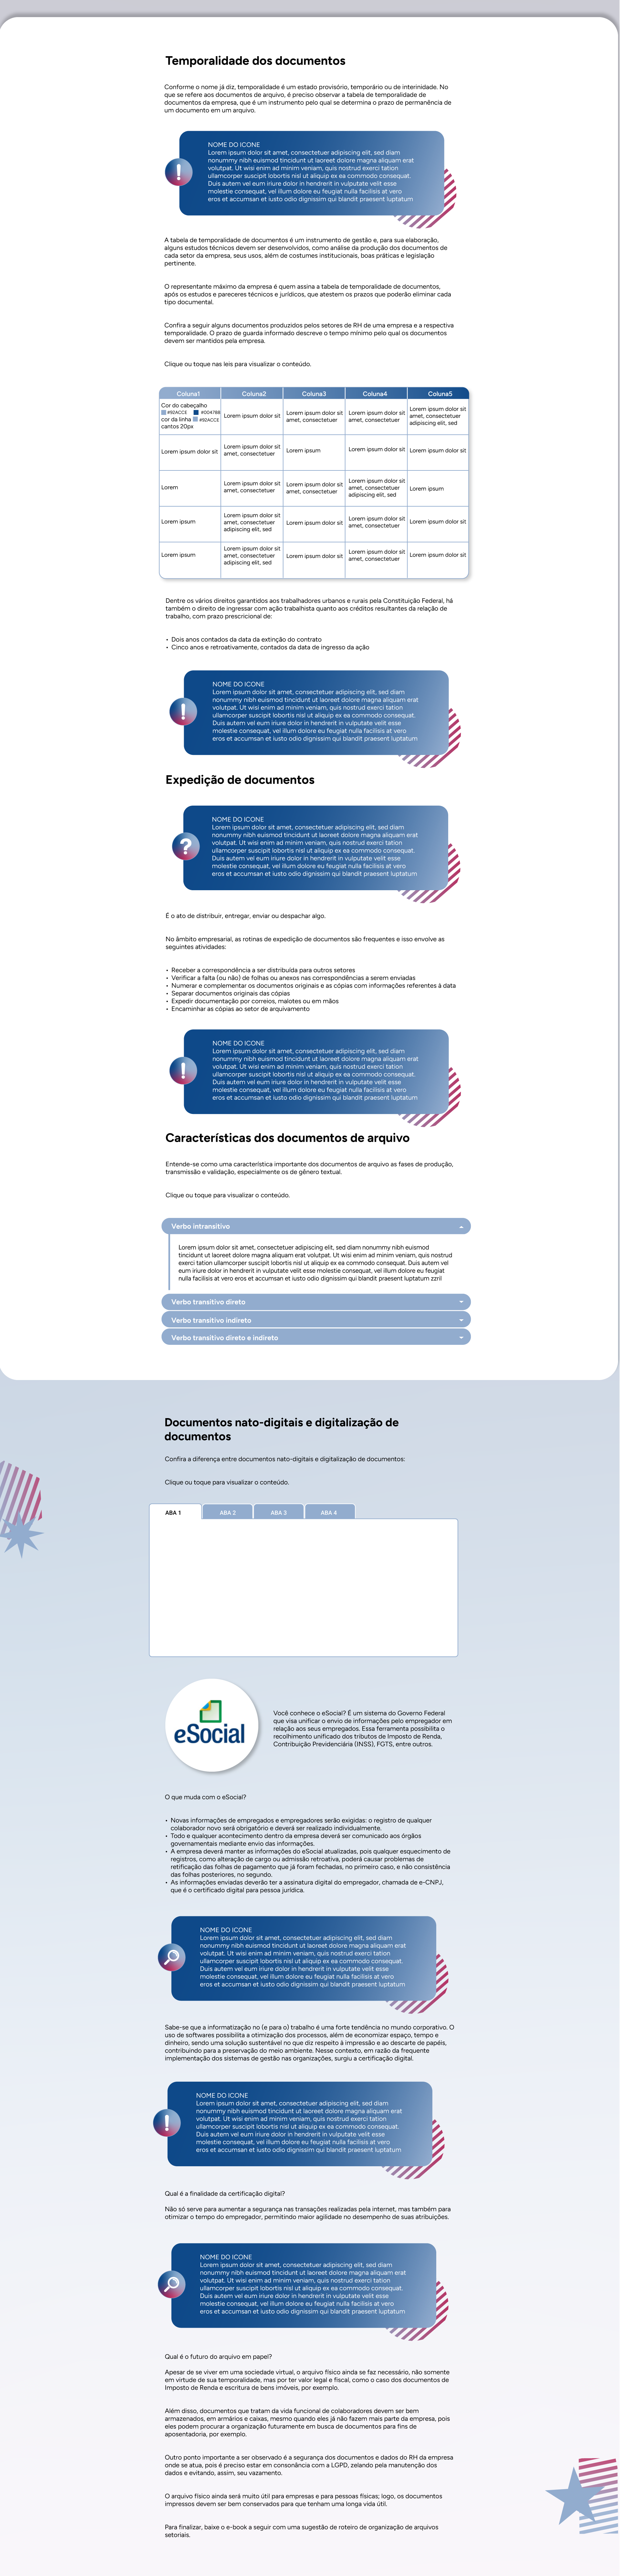 Temporalidade dos documentos
Conforme o nome já diz, temporalidade é um estado provisório, temporário ou de interinidade. No
que se refere aos documentos de arquivo, é preciso observar a tabela de temporalidade de
documentos da empresa, que é um instrumento pelo qual se determina o prazo de permanência de
um documento em um arquivo.
NOME DO ICONE
Lorem ipsum dolor sit amet, consectetuer adipiscing elit, sed diam
nonummy nibh euismod tincidunt ut laoreet dolore magna aliquam erat
volutpat. Ut wisi enim ad minim veniam, quis nostrud exerci tation
ullamcorper suscipit lobortis nisl ut aliquip ex ea commodo consequat.
Duis autem vel eum iriure dolor in hendrerit in vulputate velit esse
molestie consequat, vel illum dolore eu feugiat nulla facilisis at vero
eros et accumsan et iusto odio dignissim qui blandit praesent luptatum
A tabela de temporalidade de documentos é um instrumento de gestão e, para sua elaboração,
alguns estudos técnicos devem ser desenvolvidos, como análise da produção dos documentos de
cada setor da empresa, seus usos, além de costumes institucionais, boas práticas e legislação
pertinente.
O representante máximo da empresa é quem assina a tabela de temporalidade de documentos,
após os estudos e pareceres técnicos e jurídicos, que atestem os prazos que poderão eliminar cada
tipo documental.
Confira a seguir alguns documentos produzidos pelos setores de RH de uma empresa e a respectiva
temporalidade. O prazo de guarda informado descreve o tempo mínimo pelo qual os documentos
devem ser mantidos pela empresa.
Clique ou toque nas leis para visualizar o conteúdo.
Coluna1 Coluna2 Coluna3 Coluna4 Coluna5
Cor do cabeçalho
#92ACCE #004788
cor da linha #92ACCE
cantos 20px
Lorem ipsum dolor sit
Lorem ipsum dolor sit
amet, consectetuer
Lorem ipsum dolor sit
amet, consectetuer
Lorem ipsum dolor sit
amet, consectetuer
adipiscing elit, sed
Lorem ipsum dolor sit
Lorem ipsum dolor sit
amet, consectetuer
Lorem ipsum
Lorem ipsum dolor sit
Lorem ipsum dolor sit
Lorem
Lorem ipsum dolor sit
amet, consectetuer
Lorem ipsum dolor sit
amet, consectetuer
Lorem ipsum dolor sit
amet, consectetuer
adipiscing elit, sed
Lorem ipsum
Lorem ipsum
Lorem ipsum dolor sit
amet, consectetuer
adipiscing elit, sed
Lorem ipsum dolor sit
Lorem ipsum dolor sit
amet, consectetuer
Lorem ipsum dolor sit
Lorem ipsum
Lorem ipsum dolor sit
amet, consectetuer
adipiscing elit, sed
Lorem ipsum dolor sit
Lorem ipsum dolor sit
amet, consectetuer
Lorem ipsum dolor sit
Dentre os vários direitos garantidos aos trabalhadores urbanos e rurais pela Constituição Federal, há
também o direito de ingressar com ação trabalhista quanto aos créditos resultantes da relação de
trabalho, com prazo prescricional de:
• Dois anos contados da data da extinção do contrato
• Cinco anos e retroativamente, contados da data de ingresso da ação
NOME DO ICONE
Lorem ipsum dolor sit amet, consectetuer adipiscing elit, sed diam
nonummy nibh euismod tincidunt ut laoreet dolore magna aliquam erat
volutpat. Ut wisi enim ad minim veniam, quis nostrud exerci tation
ullamcorper suscipit lobortis nisl ut aliquip ex ea commodo consequat.
Duis autem vel eum iriure dolor in hendrerit in vulputate velit esse
molestie consequat, vel illum dolore eu feugiat nulla facilisis at vero
eros et accumsan et iusto odio dignissim qui blandit praesent luptatum
Expedição de documentos
NOME DO ICONE
Lorem ipsum dolor sit amet, consectetuer adipiscing elit, sed diam
nonummy nibh euismod tincidunt ut laoreet dolore magna aliquam erat
volutpat. Ut wisi enim ad minim veniam, quis nostrud exerci tation
ullamcorper suscipit lobortis nisl ut aliquip ex ea commodo consequat.
Duis autem vel eum iriure dolor in hendrerit in vulputate velit esse
molestie consequat, vel illum dolore eu feugiat nulla facilisis at vero
eros et accumsan et iusto odio dignissim qui blandit praesent luptatum
É o ato de distribuir, entregar, enviar ou despachar algo.
No âmbito empresarial, as rotinas de expedição de documentos são frequentes e isso envolve as
seguintes atividades:
• Receber a correspondência a ser distribuída para outros setores
• Verificar a falta (ou não) de folhas ou anexos nas correspondências a serem enviadas
• Numerar e complementar os documentos originais e as cópias com informações referentes à data
• Separar documentos originais das cópias
• Expedir documentação por correios, malotes ou em mãos
• Encaminhar as cópias ao setor de arquivamento
NOME DO ICONE
Lorem ipsum dolor sit amet, consectetuer adipiscing elit, sed diam
nonummy nibh euismod tincidunt ut laoreet dolore magna aliquam erat
volutpat. Ut wisi enim ad minim veniam, quis nostrud exerci tation
ullamcorper suscipit lobortis nisl ut aliquip ex ea commodo consequat.
Duis autem vel eum iriure dolor in hendrerit in vulputate velit esse
molestie consequat, vel illum dolore eu feugiat nulla facilisis at vero
eros et accumsan et iusto odio dignissim qui blandit praesent luptatum
Características dos documentos de arquivo
Entende-se como uma característica importante dos documentos de arquivo as fases de produção,
transmissão e validação, especialmente os de gênero textual.
Clique ou toque para visualizar o conteúdo.
Verbo intransitivo
Lorem ipsum dolor sit amet, consectetuer adipiscing elit, sed diam nonummy nibh euismod
tincidunt ut laoreet dolore magna aliquam erat volutpat. Ut wisi enim ad minim veniam, quis nostrud
exerci tation ullamcorper suscipit lobortis nisl ut aliquip ex ea commodo consequat. Duis autem vel
eum iriure dolor in hendrerit in vulputate velit esse molestie consequat, vel illum dolore eu feugiat
nulla facilisis at vero eros et accumsan et iusto odio dignissim qui blandit praesent luptatum zzril
Verbo transitivo direto
Verbo transitivo indireto
Verbo transitivo direto e indireto
Documentos nato-digitais e digitalização de
documentos
Confira a diferença entre documentos nato-digitais e digitalização de documentos:
Clique ou toque para visualizar o conteúdo.
ABA 1 ABA 2 ABA 3 ABA 4
eSocial
Você conhece o eSocial? É um sistema do Governo Federal
que visa unificar o envio de informações pelo empregador em
relação aos seus empregados. Essa ferramenta possibilita o
recolhimento unificado dos tributos de Imposto de Renda,
Contribuição Previdenciária (INSS), FGTS, entre outros.
O que muda com o eSocial?
• Novas informações de empregados e empregadores serão exigidas: o registro de qualquer
colaborador novo será obrigatório e deverá ser realizado individualmente.
• Todo e qualquer acontecimento dentro da empresa deverá ser comunicado aos órgãos
governamentais mediante envio das informações.
• A empresa deverá manter as informações do eSocial atualizadas, pois qualquer esquecimento de
registros, como alteração de cargo ou admissão retroativa, poderá causar problemas de
retificação das folhas de pagamento que já foram fechadas, no primeiro caso, e não consistência
das folhas posteriores, no segundo.
• As informações enviadas deverão ter a assinatura digital do empregador, chamada de e-CNPJ,
que é o certificado digital para pessoa jurídica.
NOME DO ICONE
Lorem ipsum dolor sit amet, consectetuer adipiscing elit, sed diam
nonummy nibh euismod tincidunt ut laoreet dolore magna aliquam erat
volutpat. Ut wisi enim ad minim veniam, quis nostrud exerci tation
ullamcorper suscipit lobortis nisl ut aliquip ex ea commodo consequat.
Duis autem vel eum iriure dolor in hendrerit in vulputate velit esse
molestie consequat, vel illum dolore eu feugiat nulla facilisis at vero
eros et accumsan et iusto odio dignissim qui blandit praesent luptatum
Sabe-se que a informatização no (e para o) trabalho é uma forte tendência no mundo corporativo. O
uso de softwares possibilita a otimização dos processos, além de economizar espaço, tempo e
dinheiro, sendo uma solução sustentável no que diz respeito à impressão e ao descarte de papéis,
contribuindo para a preservação do meio ambiente. Nesse contexto, em razão da frequente
implementação dos sistemas de gestão nas organizações, surgiu a certificação digital.
NOME DO ICONE
Lorem ipsum dolor sit amet, consectetuer adipiscing elit, sed diam
nonummy nibh euismod tincidunt ut laoreet dolore magna aliquam erat
volutpat. Ut wisi enim ad minim veniam, quis nostrud exerci tation
ullamcorper suscipit lobortis nisl ut aliquip ex ea commodo consequat.
Duis autem vel eum iriure dolor in hendrerit in vulputate velit esse
molestie consequat, vel illum dolore eu feugiat nulla facilisis at vero
eros et accumsan et iusto odio dignissim qui blandit praesent luptatum
Qual é a finalidade da certificação digital?
Não só serve para aumentar a segurança nas transações realizadas pela internet, mas também para
otimizar o tempo do empregador, permitindo maior agilidade no desempenho de suas atribuições.
NOME DO ICONE
Lorem ipsum dolor sit amet, consectetuer adipiscing elit, sed diam
nonummy nibh euismod tincidunt ut laoreet dolore magna aliquam erat
volutpat. Ut wisi enim ad minim veniam, quis nostrud exerci tation
ullamcorper suscipit lobortis nisl ut aliquip ex ea commodo consequat.
Duis autem vel eum iriure dolor in hendrerit in vulputate velit esse
molestie consequat, vel illum dolore eu feugiat nulla facilisis at vero
eros et accumsan et iusto odio dignissim qui blandit praesent luptatum
Qual é o futuro do arquivo em papel?
Apesar de se viver em uma sociedade virtual, o arquivo físico ainda se faz necessário, não somente
em virtude de sua temporalidade, mas por ter valor legal e fiscal, como o caso dos documentos de
Imposto de Renda e escritura de bens imóveis, por exemplo.
Além disso, documentos que tratam da vida funcional de colaboradores devem ser bem
armazenados, em armários e caixas, mesmo quando eles já não fazem mais parte da empresa, pois
eles podem procurar a organização futuramente em busca de documentos para fins de
aposentadoria, por exemplo.
Outro ponto importante a ser observado é a segurança dos documentos e dados do RH da empresa
onde se atua, pois é preciso estar em consonância com a LGPD, zelando pela manutenção dos
dados e evitando, assim, seu vazamento.
O arquivo físico ainda será muito útil para empresas e para pessoas físicas; logo, os documentos
impressos devem ser bem conservados para que tenham uma longa vida útil.
Para finalizar, baixe o e-book a seguir com uma sugestão de roteiro de organização de arquivos
setoriais.